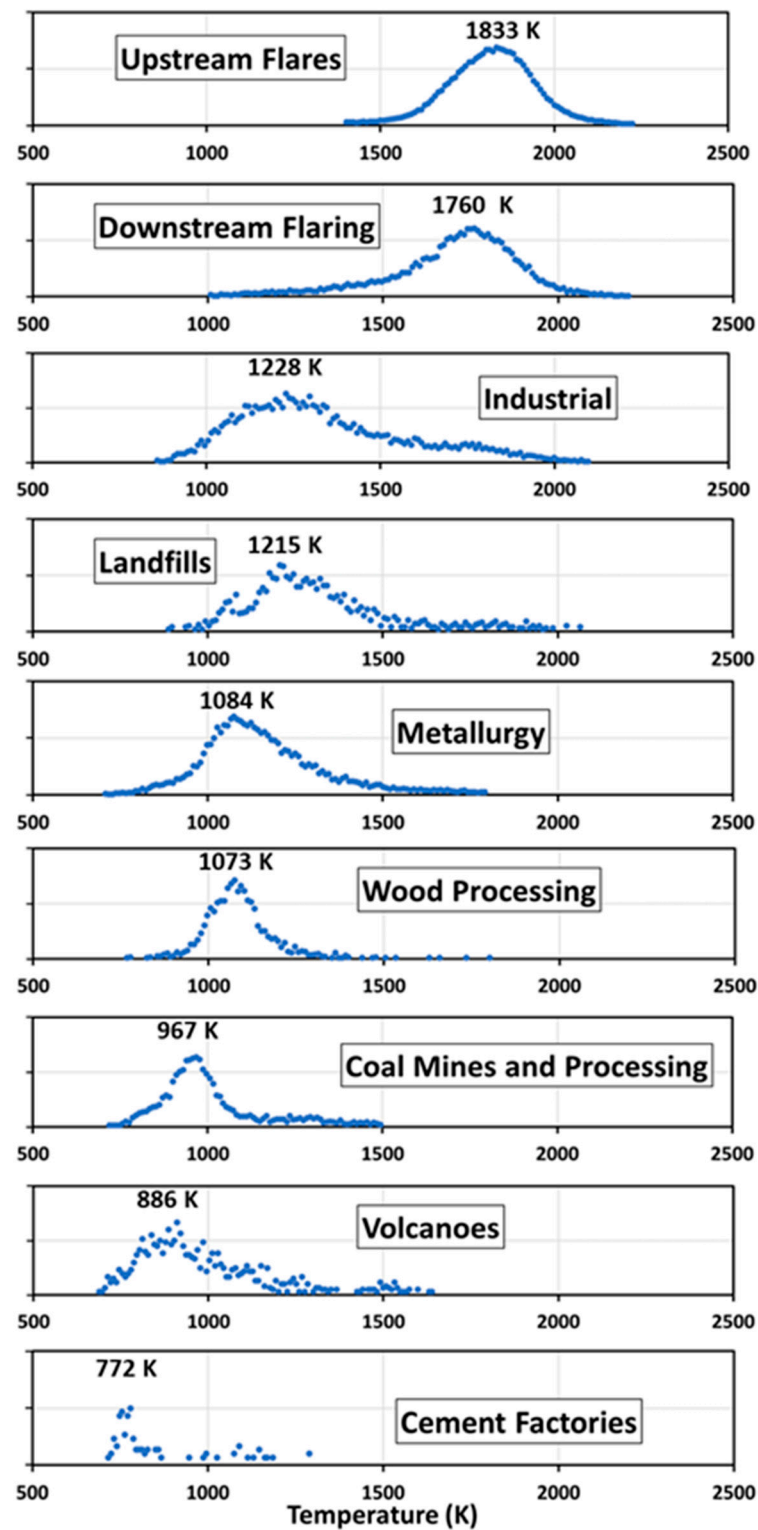 1833 K
Upstream Flares
500 1000 1500 2000 2500
1760 K
Downstream Flaring
500 1000 1500 2000 2500
1228 K
Industrial
500 1000 1500 2000 2500
1215 K
Landfills
500 1000 1500 2000 2500
1084 K
Metallurgy
500 1000 1500 2000 2500
1073 K
Wood Processing
500 1000 1500 2000 2500
967 K
Coal Mines and Processing
500 1000 1500 2000 2500
886 K
Volcanoes
500 1000 1500 2000 2500
772 K
Cement Factories
500 1000 1500 2000 2500
Temperature (K)